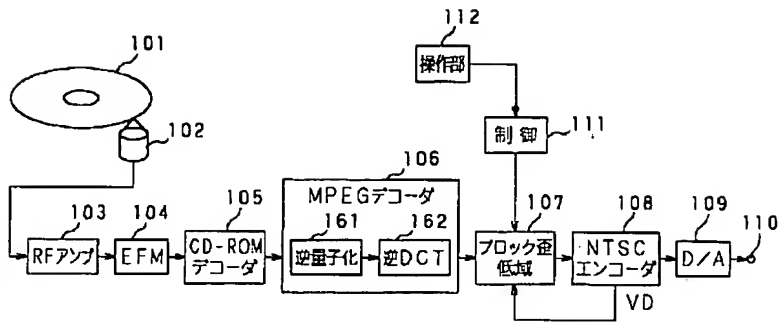 101
102
112
操作部
制御
111
103
RFアンプ
104
EFM
105
CD-ROM
デコーダ
106
MPEGデコーダ
161
逆量子化
162
逆DCT
107
ブロック歪
低域
108
NTSC
エンコーダ
VD
109
D/A
110